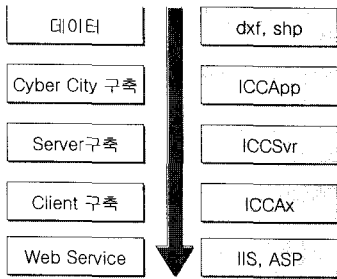 데이터
dxf, shp
Cyber City 구축
ICCApp
Server구축
ICCSvr
Client 구축
ICCAx
Web Service
IIS, ASP